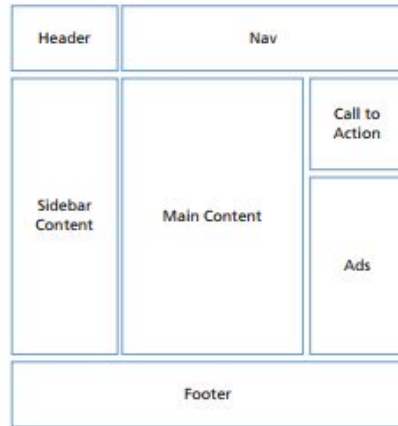 Header
Nav
Call to
Action
Sidebar
Content
Main Content
Ads
Footer